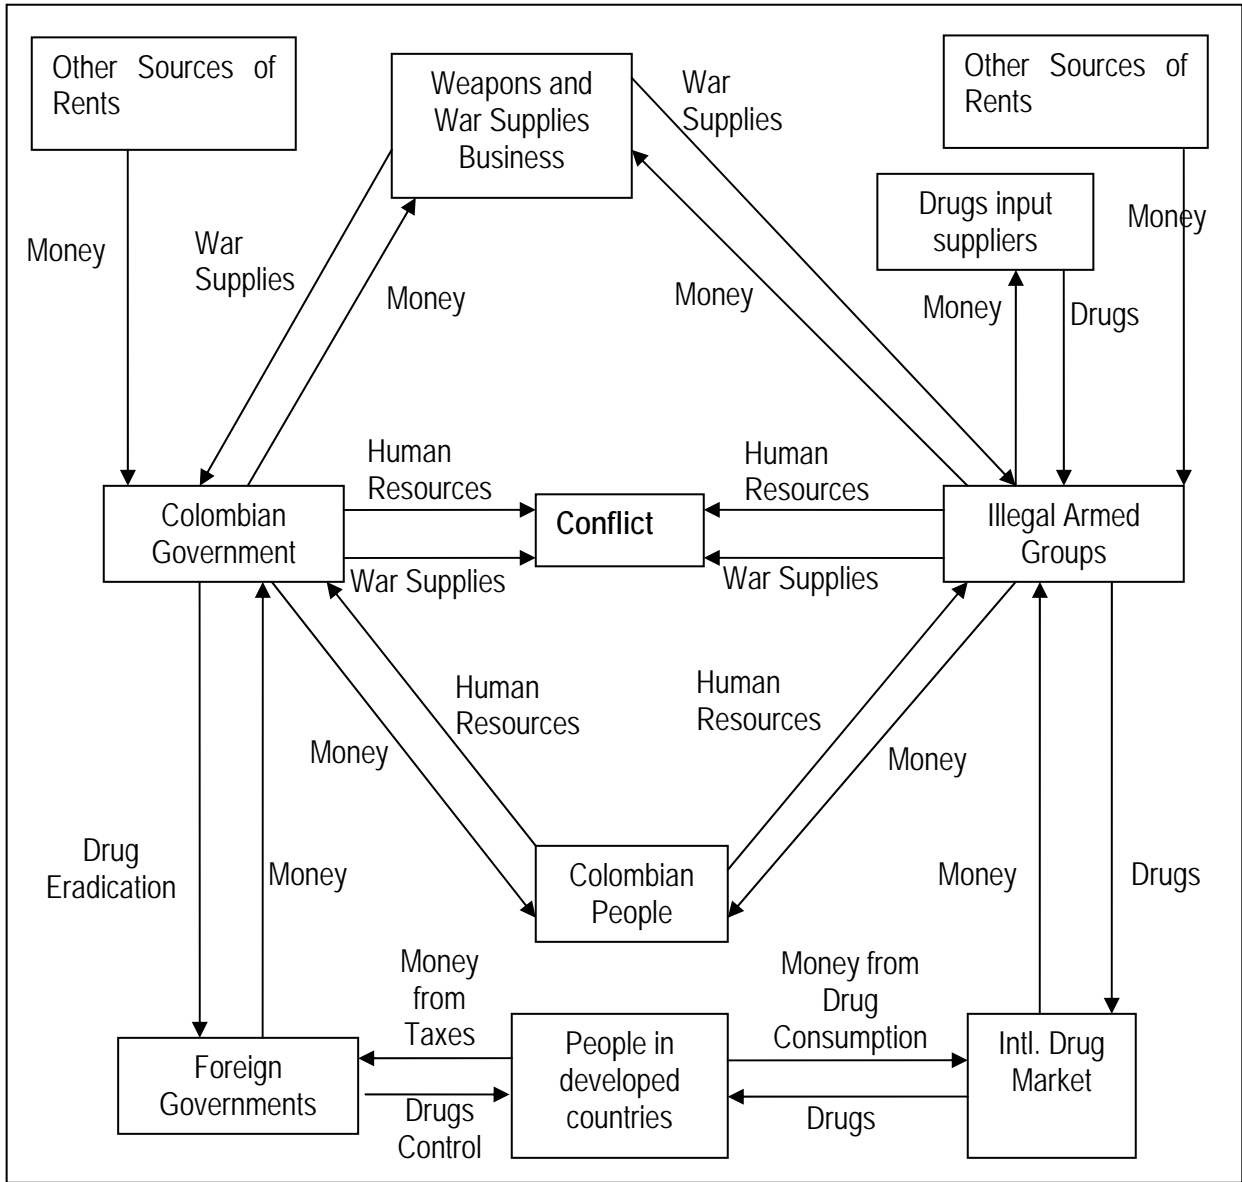 Other Sources of
Rents
Weapons and
War Supplies
Business
War
Supplies
Other Sources of
Rents
Drugs input
suppliers
Money
Money
War
Supplies
Money
Money
Money
Drugs
Human
Resources
Human
Resources
Colombian
Government
Conflict
Illegal Armed
Groups
War Supplies
War Supplies
Human
Resources
Human
Resources
Money
Money
Drug
Eradication
Money
Colombian
People
Money
Drugs
Money
from
Taxes
Money from
Drug
Consumption
Foreign
Governments
People in
developed
countries
Intl. Drug
Market
Drugs
Control
Drugs